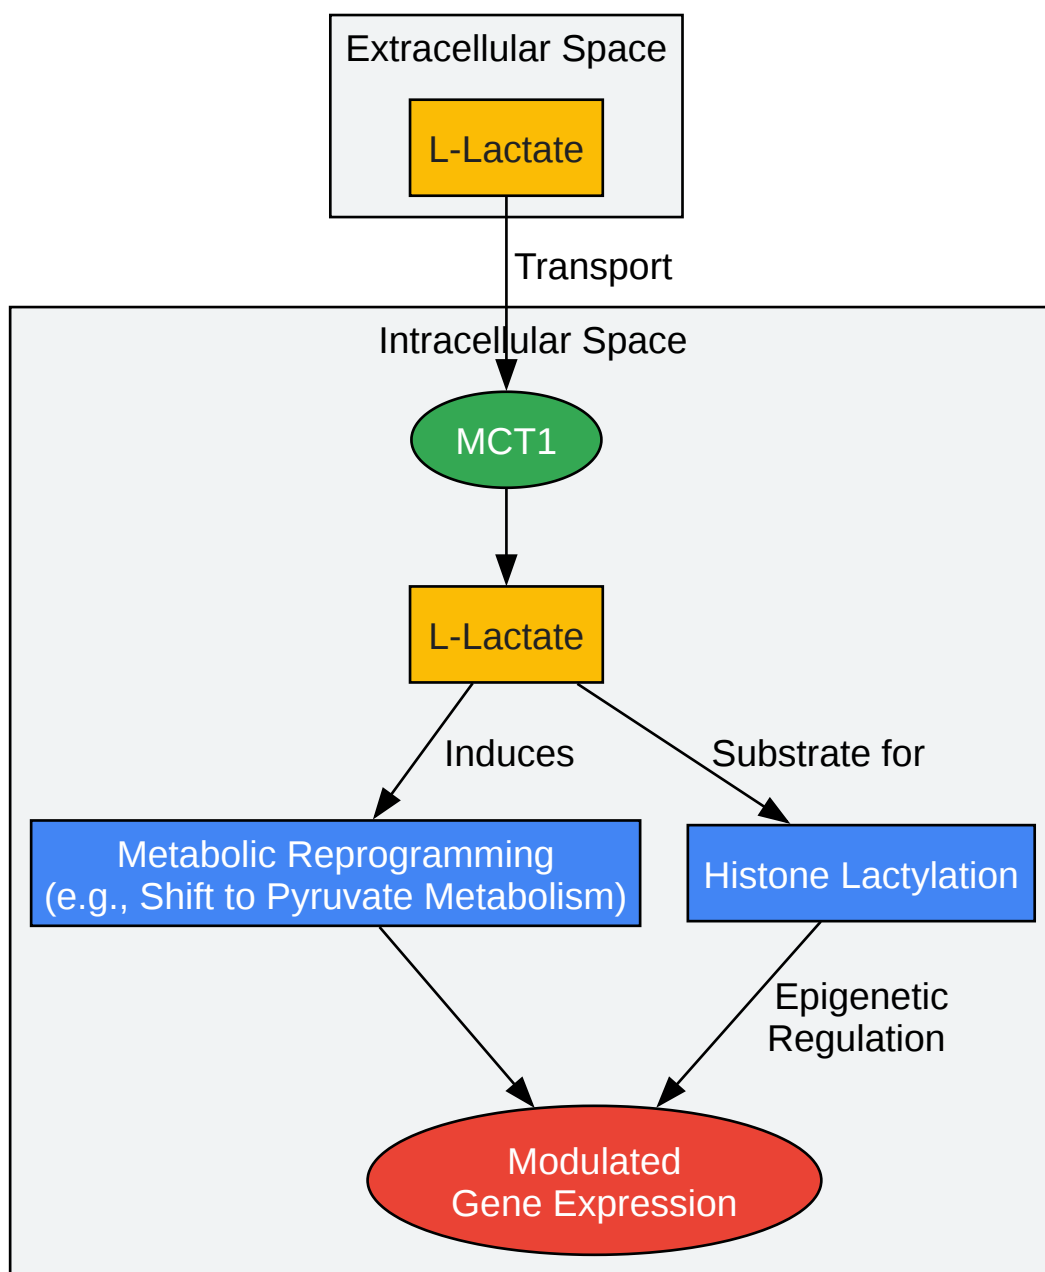 Extracellular Space
L-Lactate
Transport
Intracellular Space
MCT1
L-Lactate
Induces
Substrate for
Metabolic Reprogramming
(e.g., Shift to Pyruvate Metabolism)
Histone Lactylation
Epigenetic
Regulation
Modulated
Gene Expression